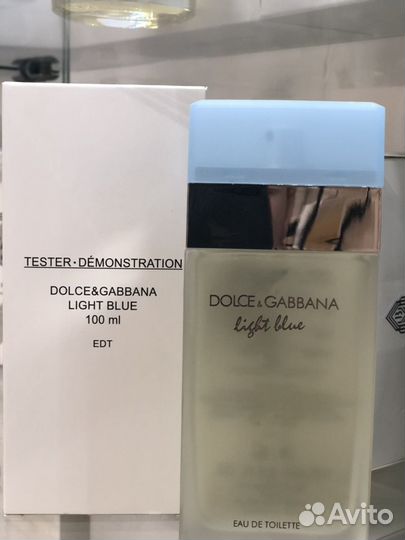 TESTER·DÉMONSTRATION
DOLCE&GABBANA
LIGHT BLUE
100 ml
EDT
DOLCE&GABBANA
light blue
EAU DE TOILETTE
Avito